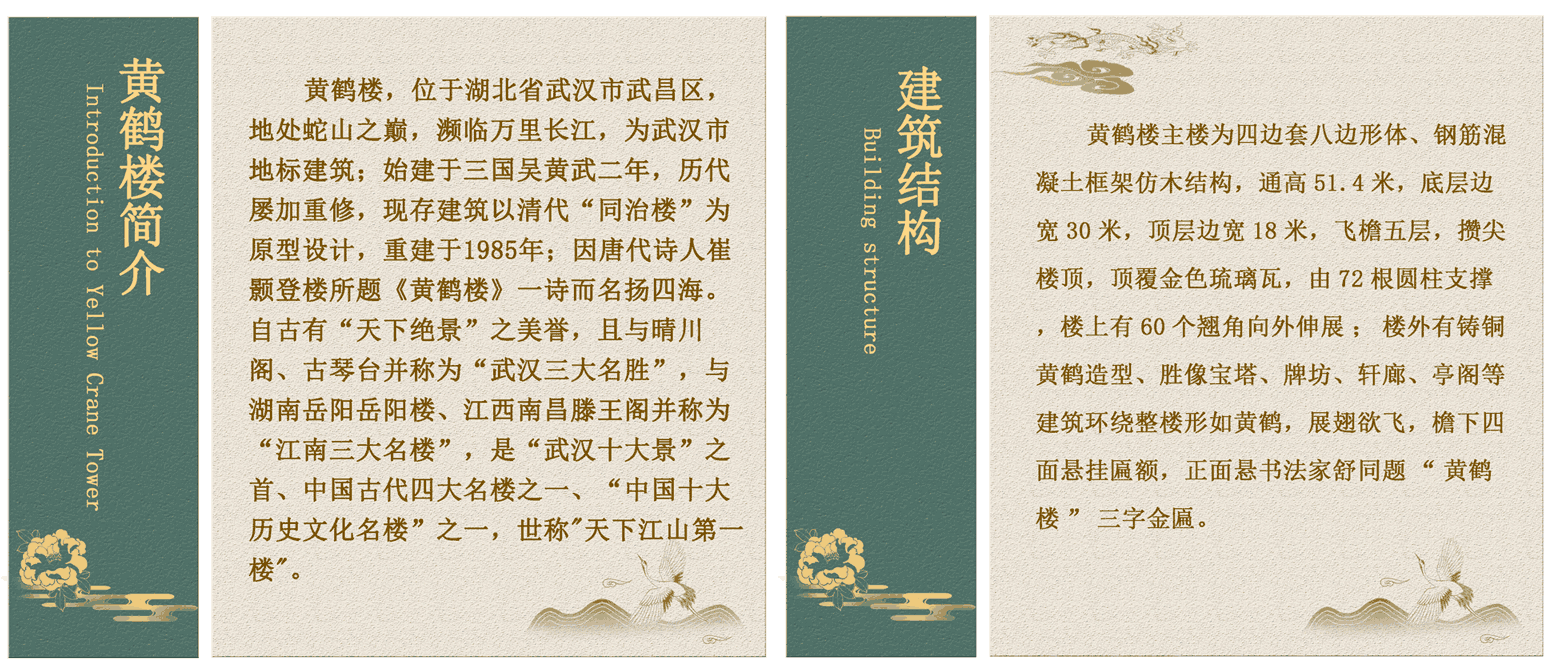 黄鹤楼简介
Introduction to Yellow Crane Tower
黄鹤楼，位于湖北省武汉市武昌区，
地处蛇山之巅，濒临万里长江，为武汉市
地标建筑；始建于三国吴黄武二年，历代
屡加重修，现存建筑以清代“同治楼”为
原型设计，重建于1985年；因唐代诗人崔
颢登楼所题《黄鹤楼》一诗而名扬四海。
自古有“天下绝景”之美誉，且与晴川
阁、古琴台并称为“武汉三大名胜”，与
湖南岳阳岳阳楼、江西南昌滕王阁并称为
“江南三大名楼”，是“武汉十大景”之
首、中国古代四大名楼之一、“中国十大
历史文化名楼”之一，世称"天下江山第一
楼"。
建筑结构
Building structure
黄鹤楼主楼为四边套八边形体、钢筋混
凝土框架仿木结构，通高 51.4 米，底层边
宽 30 米，顶层边宽 18 米，飞檐五层，攒尖
楼顶，顶覆金色琉璃瓦，由 72 根圆柱支撑
，楼上有 60 个翘角向外伸展 ； 楼外有铸铜
黄鹤造型、胜像宝塔、牌坊、轩廊、亭阁等
建筑环绕整楼形如黄鹤，展翅欲飞，檐下四
面悬挂匾额，正面悬书法家舒同题 “ 黄鹤
楼 ” 三字金匾。